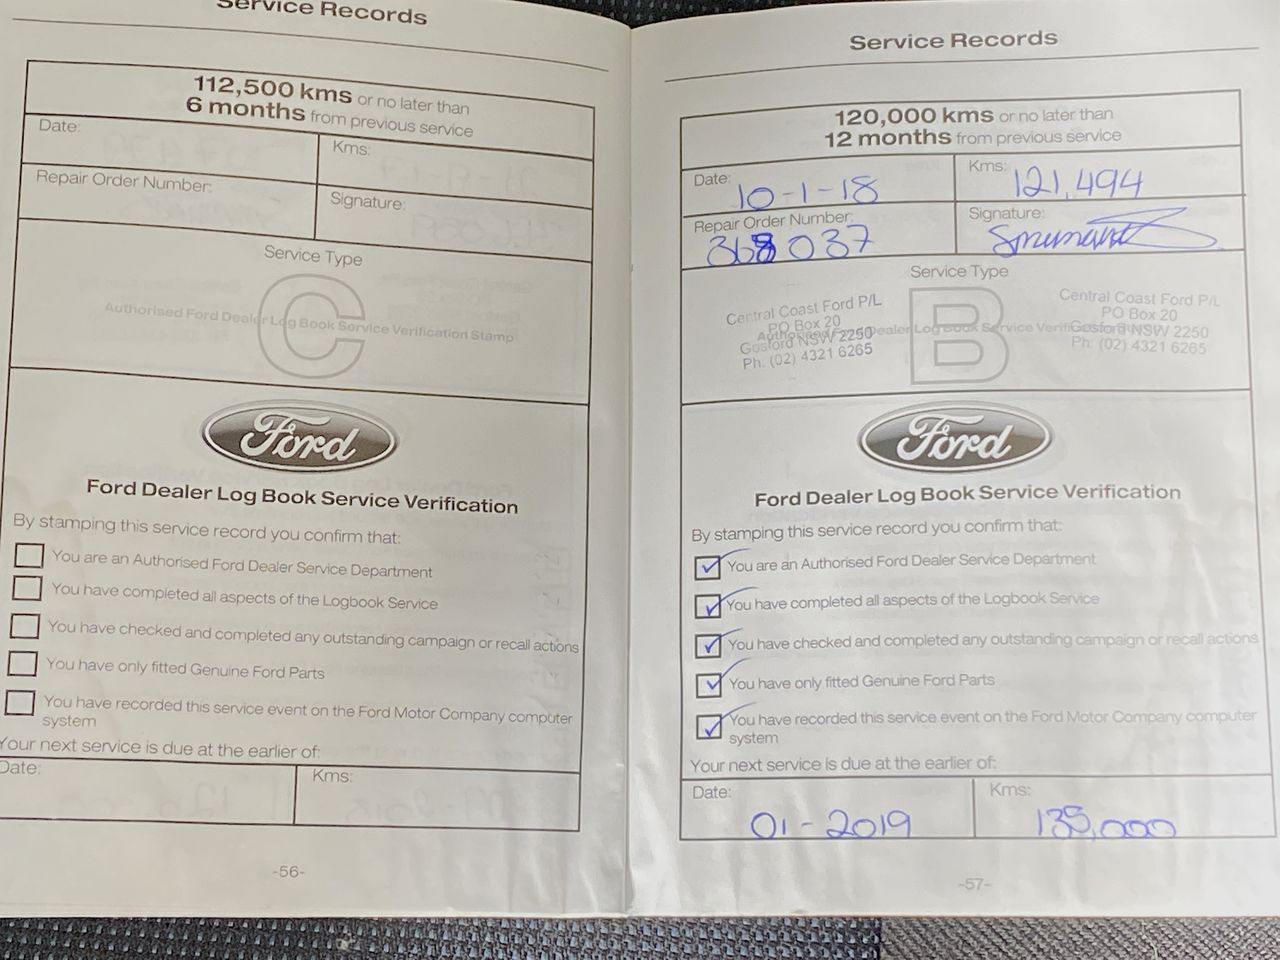 Service Records
112,500 kms or no later than
6 months from previous service
Date:
Kms:
Repair Order Number:
Signature:
Service Type
C
Authorised Ford Dealer Log Book Service Verification Stamp
Ford
Ford Dealer Log Book Service Verification
By stamping this service record you confirm that:
You are an Authorised Ford Dealer Service Department
You have completed all aspects of the Logbook Service
You have checked and completed any outstanding campaign or recall actions
You have only fitted Genuine Ford Parts
You have recorded this service event on the Ford Motor Company computer
system
Your next service is due at the earlier of:
Date:
Kms:
-56-
Service Records
120,000 kms or no later than
12 months from previous service
Date: 10-1-18
Kms: 121,494
Repair Order Number:
368037
Signature:
Service Type
B
Central Coast Ford P/L
PO Box 20
Gosford NSW 2250
Ph. (02) 4321 6265
Central Coast Ford P/L
PO Box 20
Gosford NSW 2250
Ph. (02) 4321 6265
Dealer Log Book Service
Ford
Ford Dealer Log Book Service Verification
By stamping this service record you confirm that:
You are an Authorised Ford Dealer Service Department
You have completed all aspects of the Logbook Service
You have checked and completed any outstanding campaign or recall actions
You have only fitted Genuine Ford Parts
You have recorded this service event on the Ford Motor Company computer
system
Your next service is due at the earlier of:
Date:
01-2019
Kms:
135,000
-57-